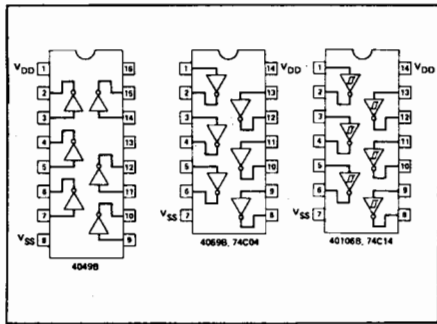 VDD 1 16
2 15
3 14
4 13
5 12
6 11
7 10
VSS 8 9
4049B
1 14 VDD
2 13
3 12
4 11
5 10
6 9
VSS 7 8
4069B, 74C04
1 14 VDD
2 13
3 12
4 11
5 10
6 9
VSS 7 8
40106B, 74C14